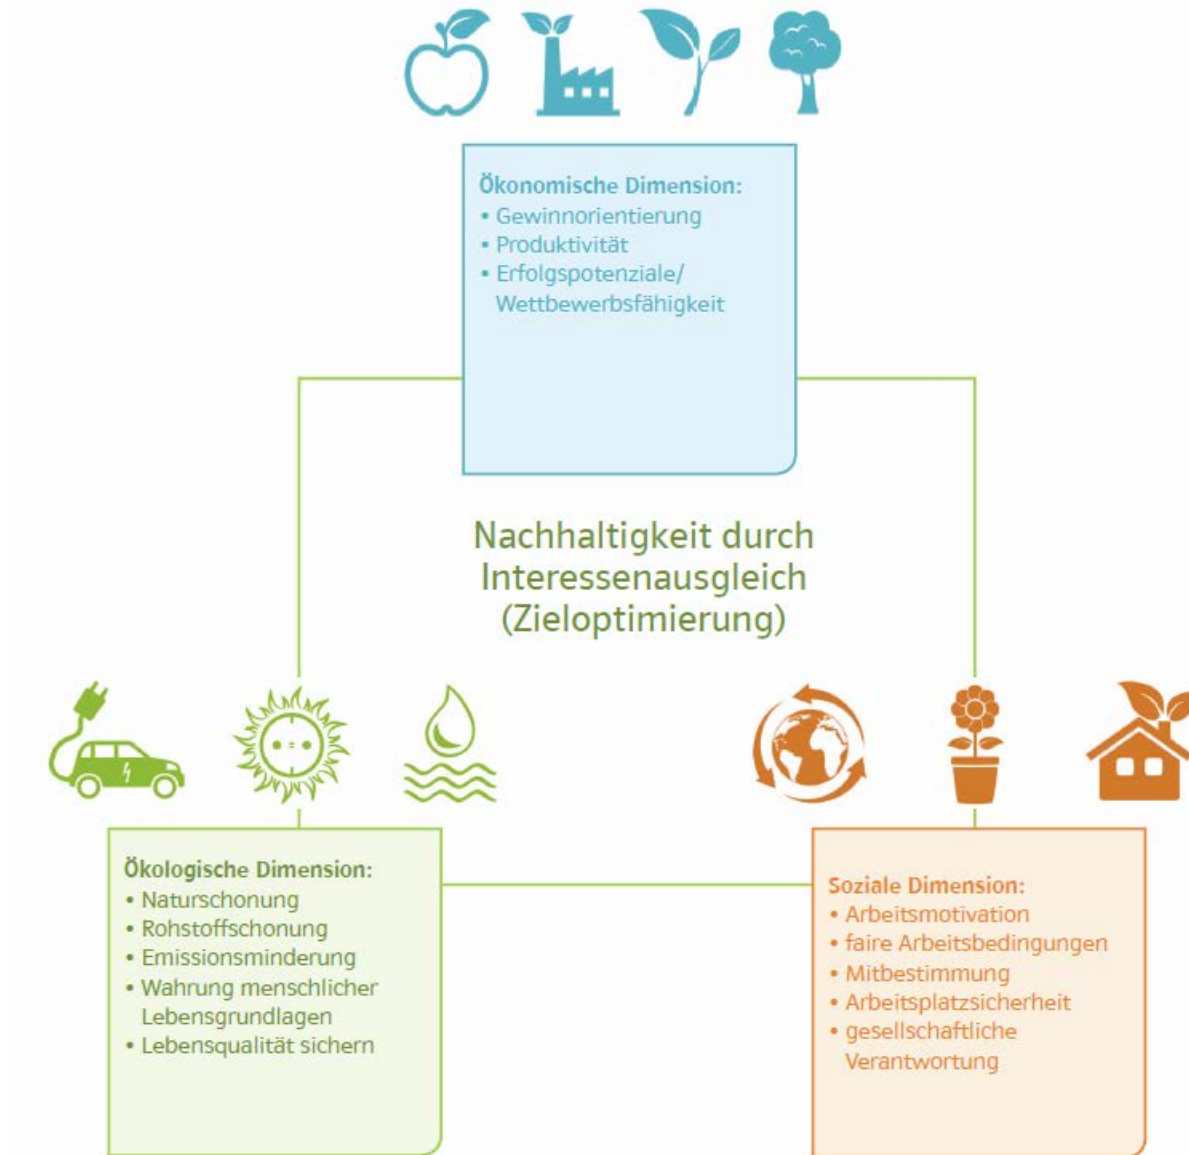 Ökonomische Dimension:
• Gewinnorientierung
• Produktivität
• Erfolgspotenziale/
Wettbewerbsfähigkeit
Nachhaltigkeit durch
Interessenausgleich
(Zieloptimierung)
Ökologische Dimension:
• Naturschonung
• Rohstoffschonung
• Emissionsminderung
• Wahrung menschlicher
Lebensgrundlagen
• Lebensqualität sichern
Soziale Dimension:
• Arbeitsmotivation
• faire Arbeitsbedingungen
• Mitbestimmung
• Arbeitsplatzsicherheit
• gesellschaftliche
Verantwortung